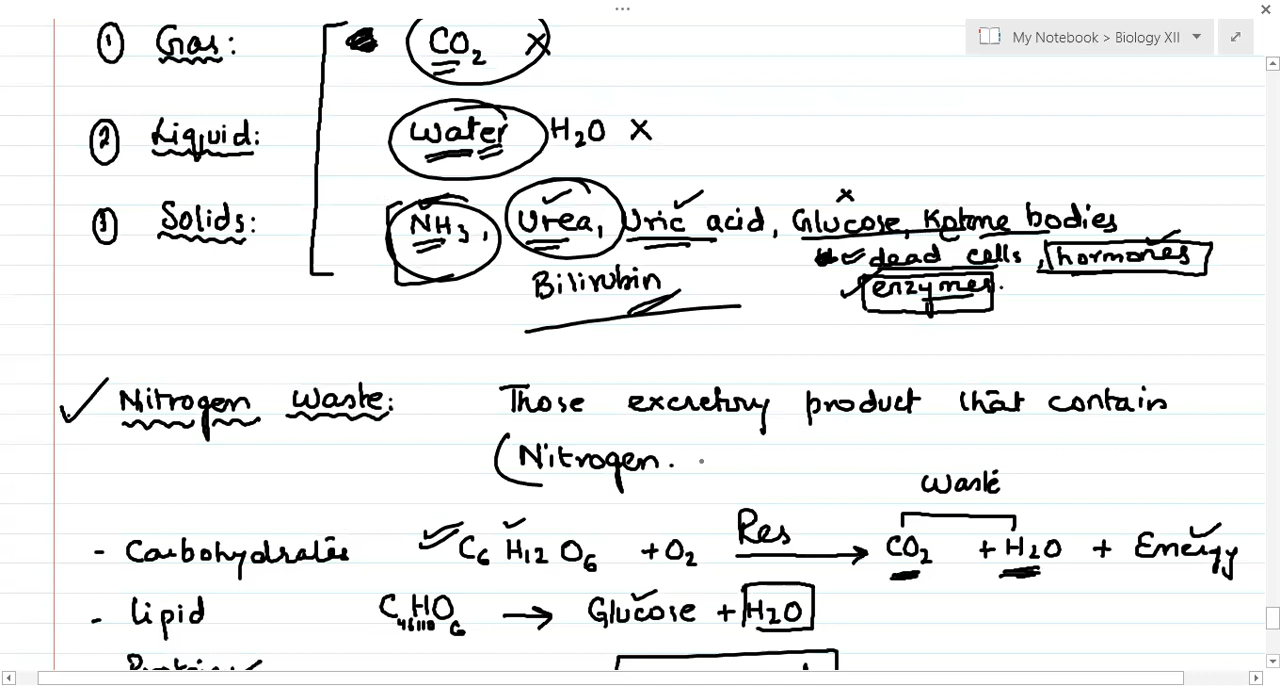 My Notebook > Biology XII
① Gas: CO2 X
② Liquid: Water H2O X
③ Solids: NH3, Urea, Uric acid, Glucose, Ketone bodies
dead cells, hormones
Bilirubin enzymes.
Nitrogen Waste: Those excretory product that contain
(Nitrogen.
Waste
- Carbohydrates C6 H12 O6 + O2 Res → CO2 + H2O + Energy
- Lipid → Glucose + H2O